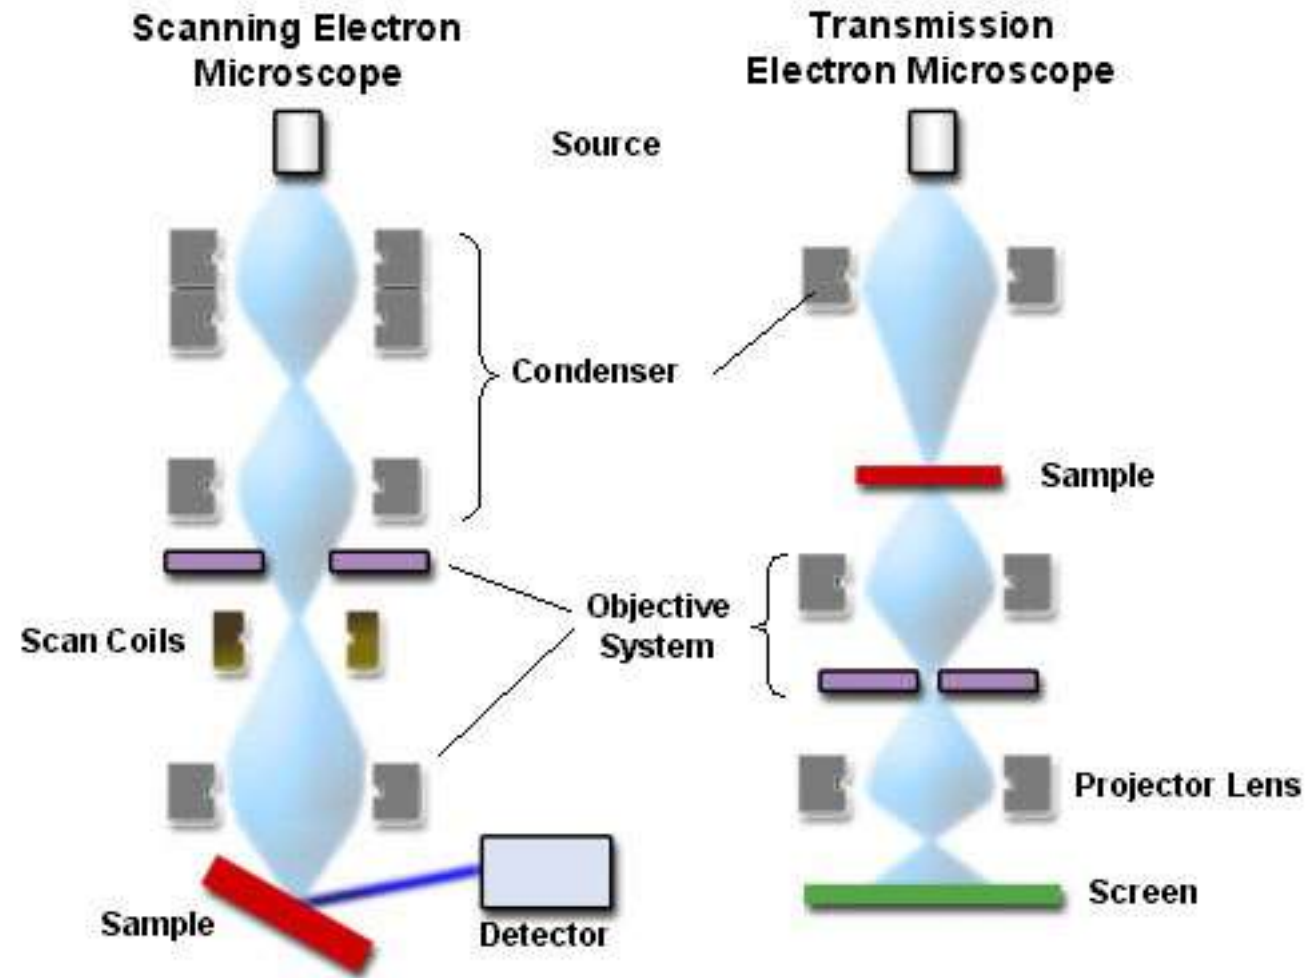 Scanning Electron
Microscope
Transmission
Electron Microscope
Source
Condenser
Sample
Objective
System
Scan Coils
Projector Lens
Screen
Sample
Detector